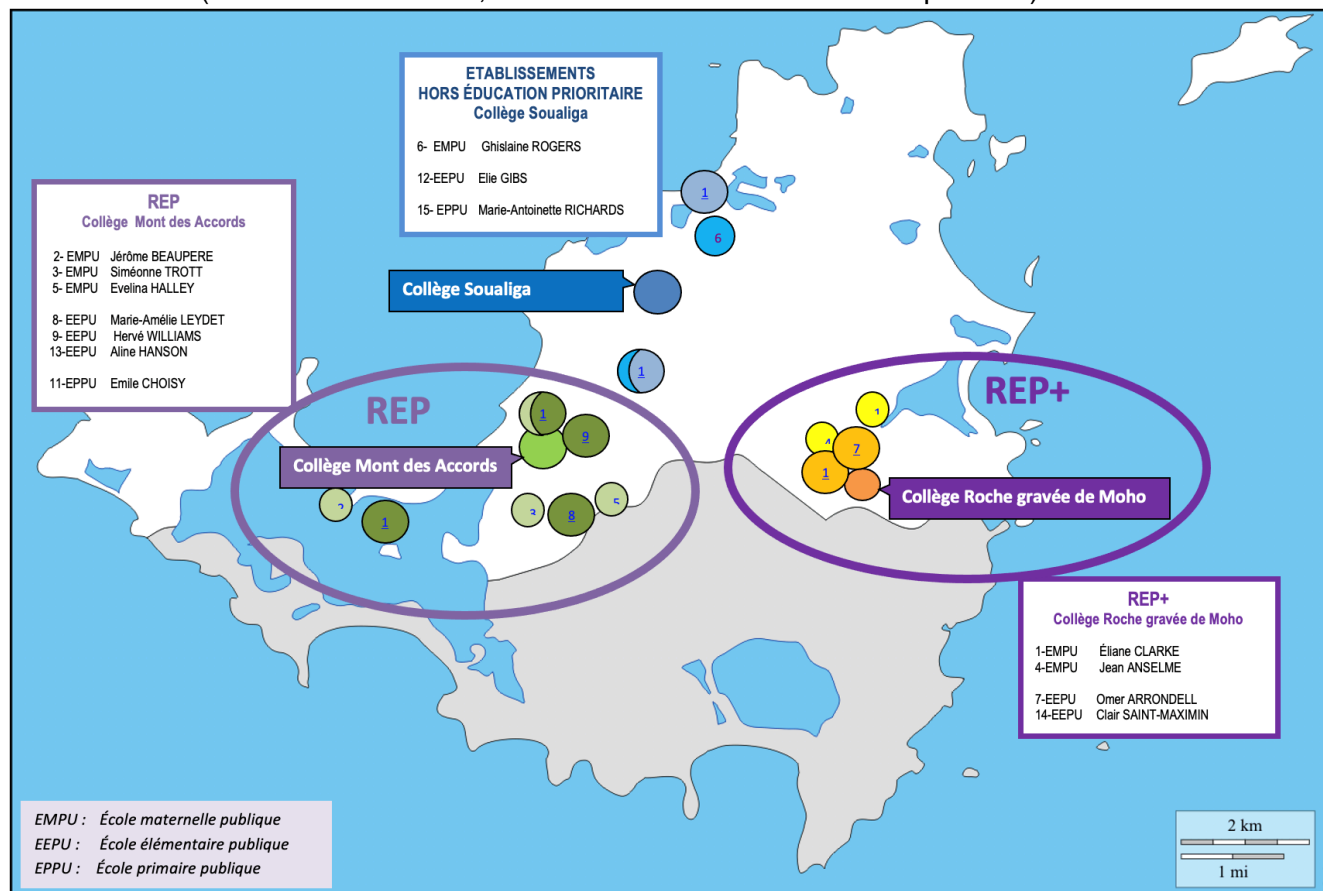 ETABLISSEMENTS
HORS ÉDUCATION PRIORITAIRE
Collège Soualiga
6- EMPU Ghislaine ROGERS
12-EEPU Elie GIBS
15- EPPU Marie-Antoinette RICHARDS
REP
Collège Mont des Accords
2- EMPU Jérôme BEAUPERE
3- EMPU Siméonne TROTT
5- EMPU Evelina HALLEY
8- EEPU Marie-Amélie LEYDET
9- EEPU Hervé WILLIAMS
13-EEPU Aline HANSON
11-EPPU Emile CHOISY
1
6
Collège Soualiga
1
REP
REP+
1
9
Collège Mont des Accords
2
1
3
8
5
1
4
7
1
Collège Roche gravée de Moho
REP+
Collège Roche gravée de Moho
1-EMPU Éliane CLARKE
4-EMPU Jean ANSELME
7-EEPU Omer ARRONDELL
14-EEPU Clair SAINT-MAXIMIN
EMPU : École maternelle publique
EEPU : École élémentaire publique
EPPU : École primaire publique
2 km
1 mi